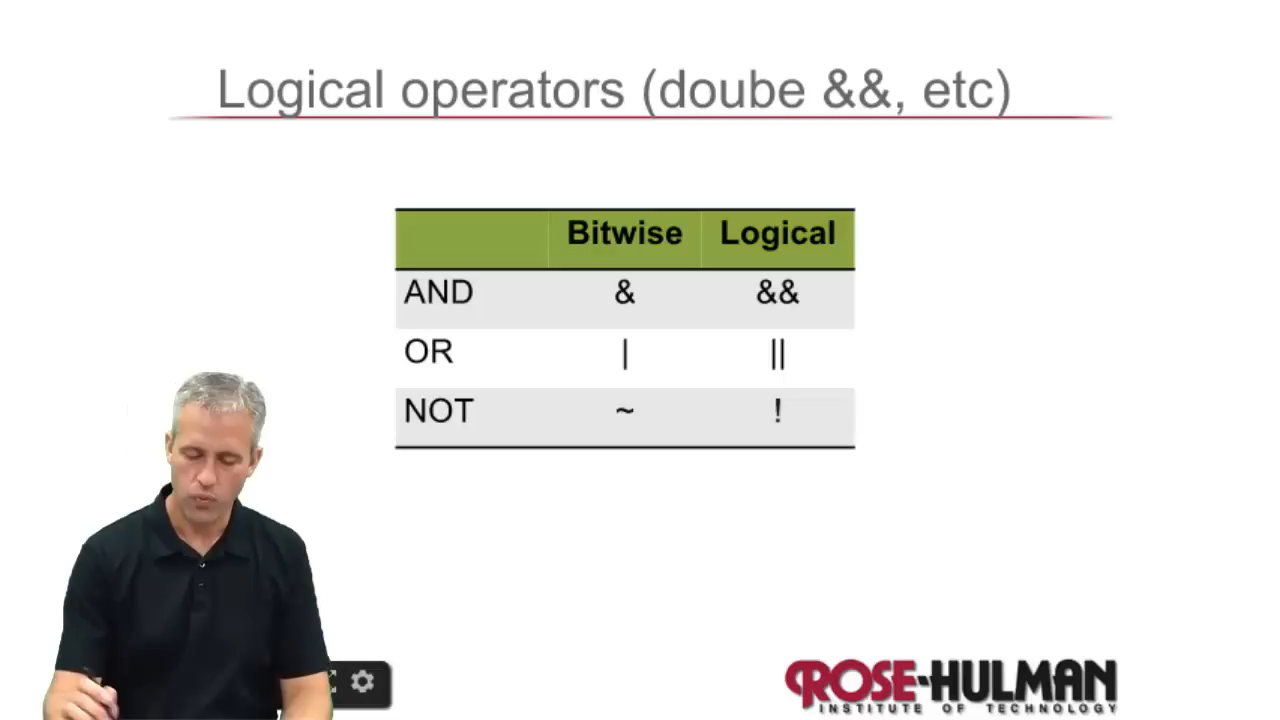 Logical operators (doube &&, etc)
Bitwise Logical
AND & &&
OR | ||
NOT ~ !
ROSE-HULMAN
INSTITUTE OF TECHNOLOGY